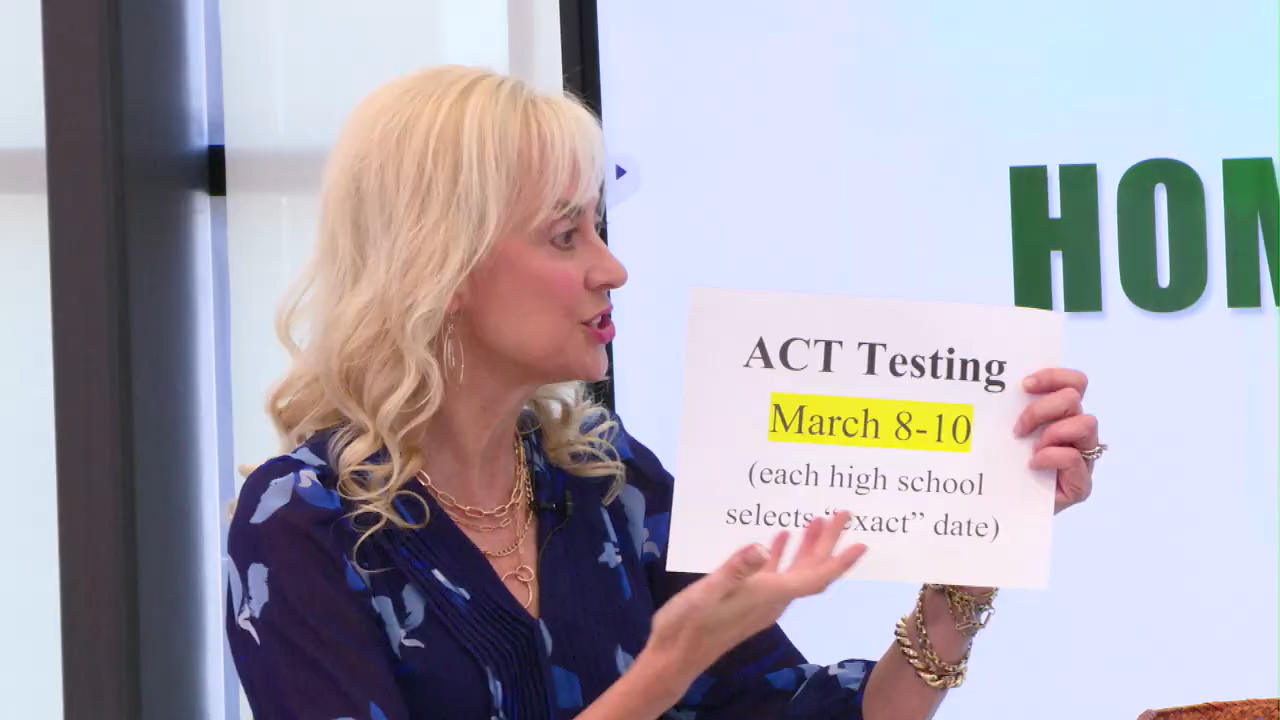 HOM
ACT Testing
March 8-10
(each high school
selects “exact” date)